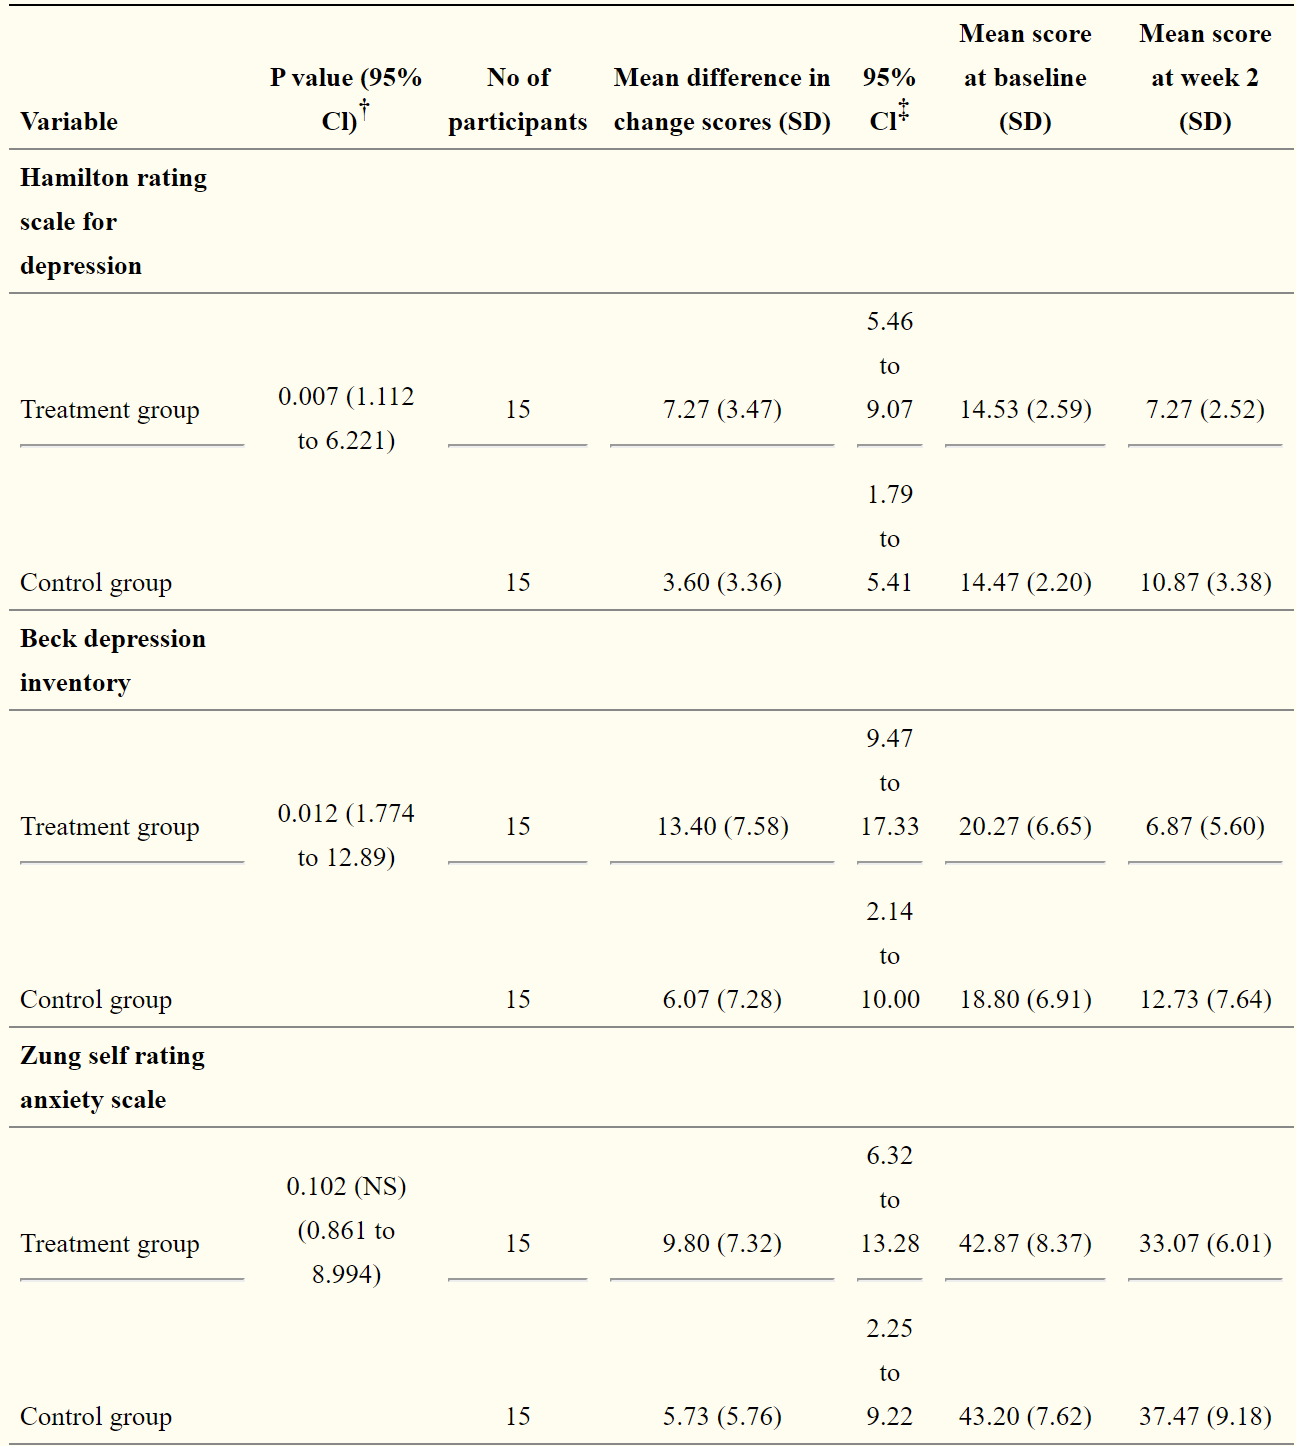 Mean score Mean score
P value (95% No of Mean difference in 95% at baseline at week 2
Variable Cl)† participants change scores (SD) Cl‡ (SD) (SD)
Hamilton rating
scale for
depression
5.46
to
Treatment group 0.007 (1.112 15 7.27 (3.47) 9.07 14.53 (2.59) 7.27 (2.52)
to 6.221)
1.79
to
Control group 15 3.60 (3.36) 5.41 14.47 (2.20) 10.87 (3.38)
Beck depression
inventory
9.47
to
Treatment group 0.012 (1.774 15 13.40 (7.58) 17.33 20.27 (6.65) 6.87 (5.60)
to 12.89)
2.14
to
Control group 15 6.07 (7.28) 10.00 18.80 (6.91) 12.73 (7.64)
Zung self rating
anxiety scale
6.32
0.102 (NS) to
Treatment group (0.861 to 15 9.80 (7.32) 13.28 42.87 (8.37) 33.07 (6.01)
8.994)
2.25
to
Control group 15 5.73 (5.76) 9.22 43.20 (7.62) 37.47 (9.18)